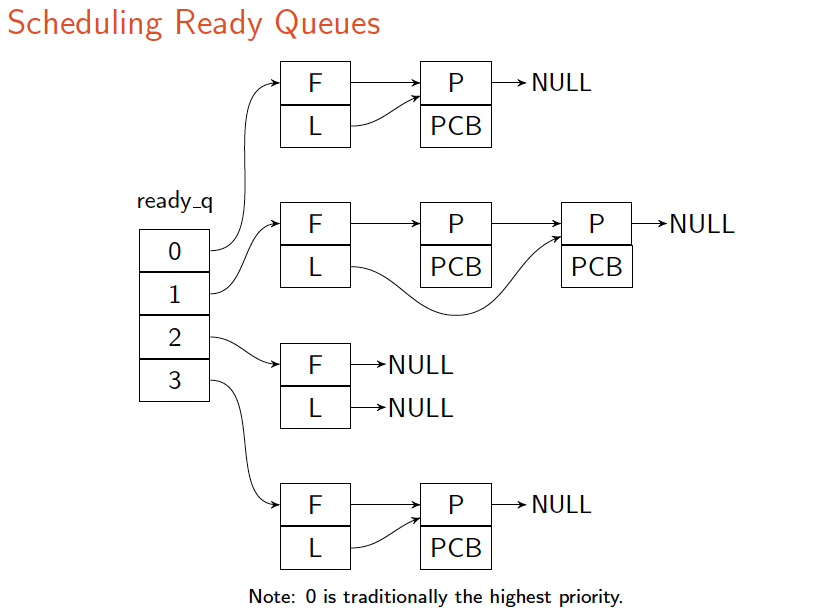 Scheduling Ready Queues
F P NULL
L PCB
ready_q
F P P NULL
0
L PCB PCB
1
2
F NULL
3
L NULL
F P NULL
L PCB
Note: 0 is traditionally the highest priority.